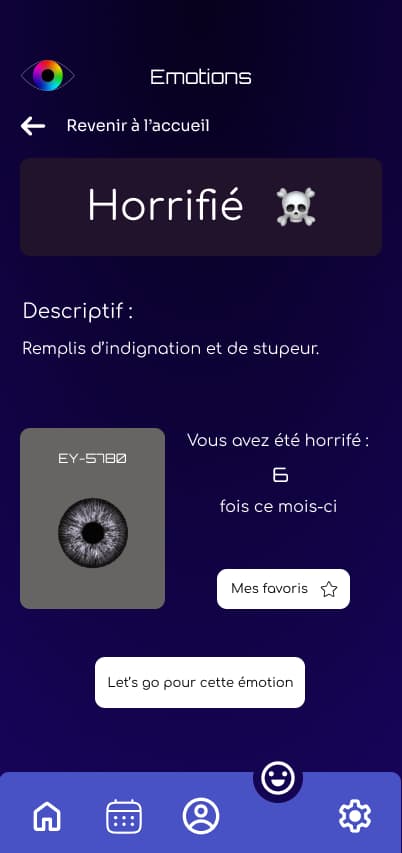 Emotions
Revenir à l'accueil
Horrifié
Descriptif :
Remplis d'indignation et de stupeur.
EY-5780
Vous avez été horrifé :
6
fois ce mois-ci
Mes favoris
Let's go pour cette émotion